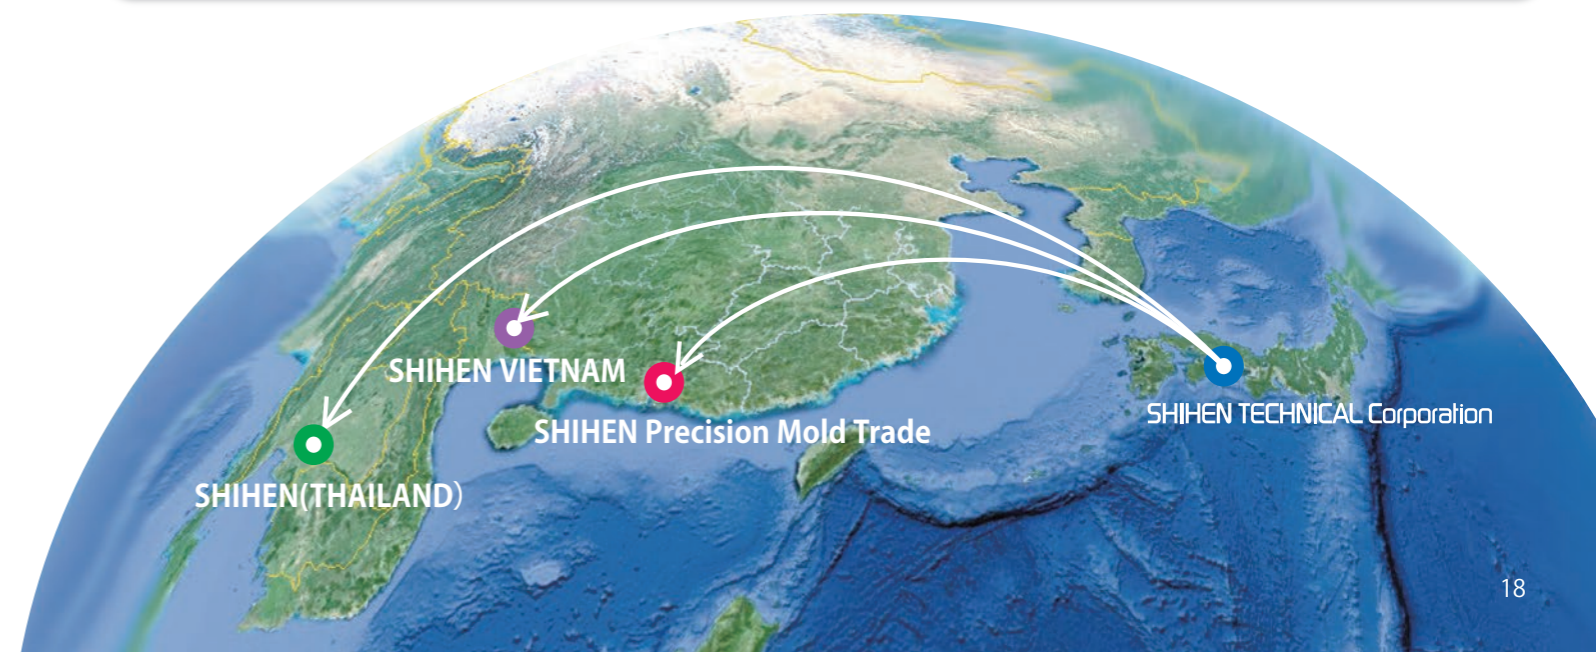 SHIHEN VIETNAM
SHIHEN Precision Mold Trade
SHIHEN TECHNICAL Corporation
SHIHEN(THAILAND)
18